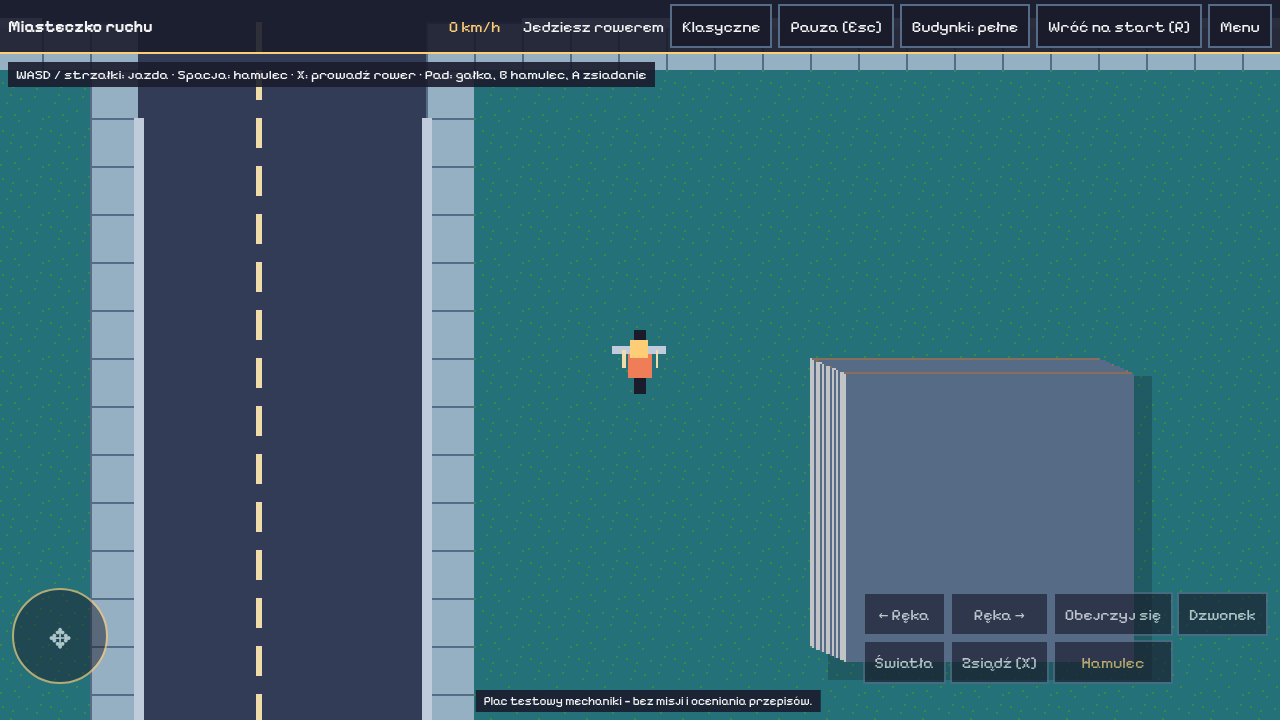 Miasteczko ruchu
0 km/h
Jedziesz rowerem
Klasyczne
Pauza (Esc)
Budynki: pełne
Wróć na start (R)
Menu
WASD / strzałki: jazda · Spacja: hamulec · X: prowadź rower · Pad: gałka, B hamulec, A zsiadanie
← Ręka
Ręka →
Obejrzyj się
Dzwonek
Światła
Zsiądź (X)
Hamulec
Plac testowy mechaniki – bez misji i oceniania przepisów.